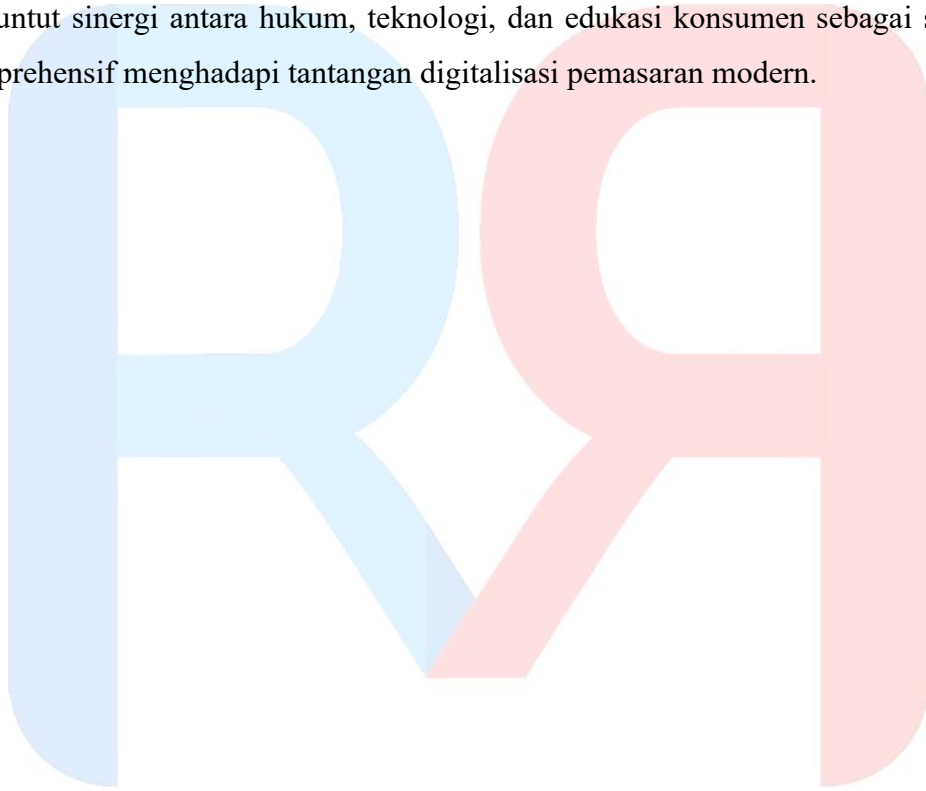 untut sinergi antara hukum, teknologi, dan edukasi konsumen sebagai s
prehensif menghadapi tantangan digitalisasi pemasaran modern.